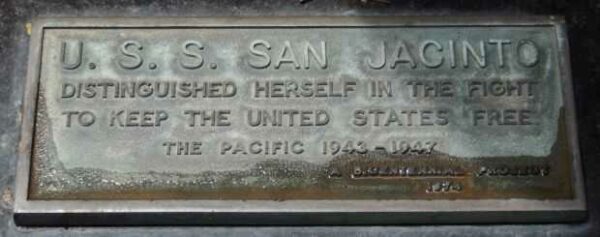 U. S. S. SAN JACINTO
DISTINGUISHED HERSELF IN THE FIGHT
TO KEEP THE UNITED STATES FREE
THE PACIFIC 1943-1947
A BICENTENNIAL PROJECT
1976